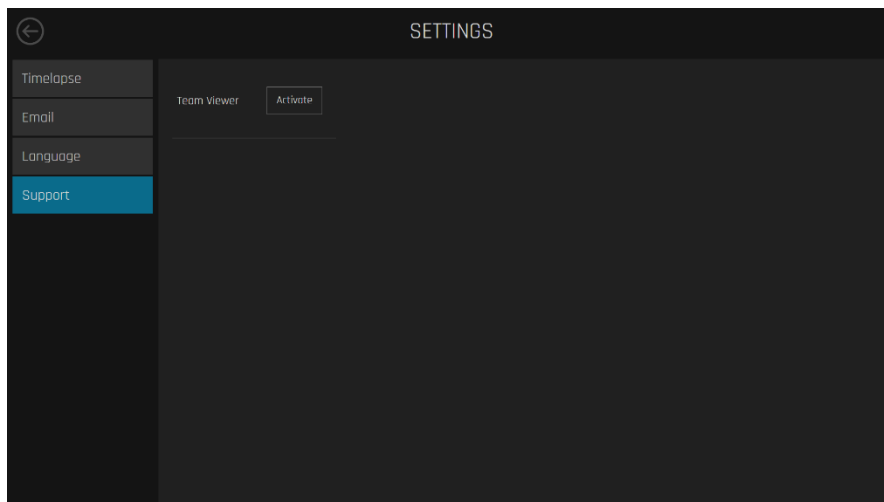 SETTINGS
Timelapse
Email
Language
Support
Team Viewer
Activate